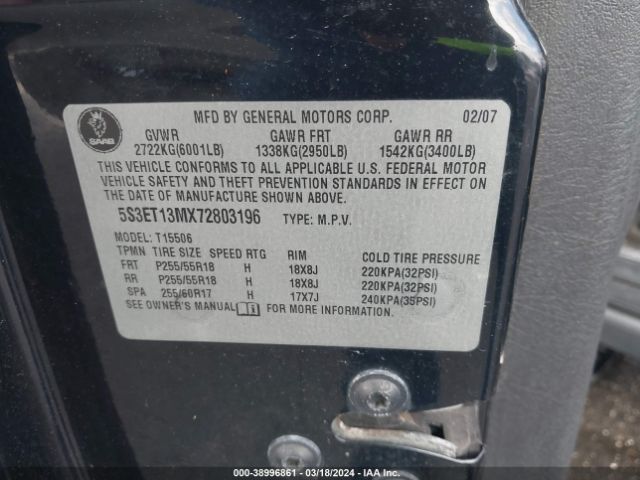 SAAB
MFD BY GENERAL MOTORS CORP. 02/07
GVWR GAWR FRT GAWR RR
2722KG(6001LB) 1338KG(2950LB) 1542KG(3400LB)
THIS VEHICLE CONFORMS TO ALL APPLICABLE U.S. FEDERAL MOTOR
VEHICLE SAFETY AND THEFT PREVENTION STANDARDS IN EFFECT ON
THE DATE OF MANUFACTURE SHOWN ABOVE.
5S3ET13MX72803196 TYPE: M.P.V.
MODEL: T15506
TPMN TIRE SIZE SPEED RTG RIM COLD TIRE PRESSURE
FRT P255/55R18 H 18X8J 220KPA(32PSI)
RR P255/55R18 H 18X8J 220KPA(32PSI)
SPA 255/60R17 H 17X7J 240KPA(35PSI)
SEE OWNER'S MANUAL i FOR MORE INFORMATION.
000-38996861 - 03/18/2024 - IAA Inc.